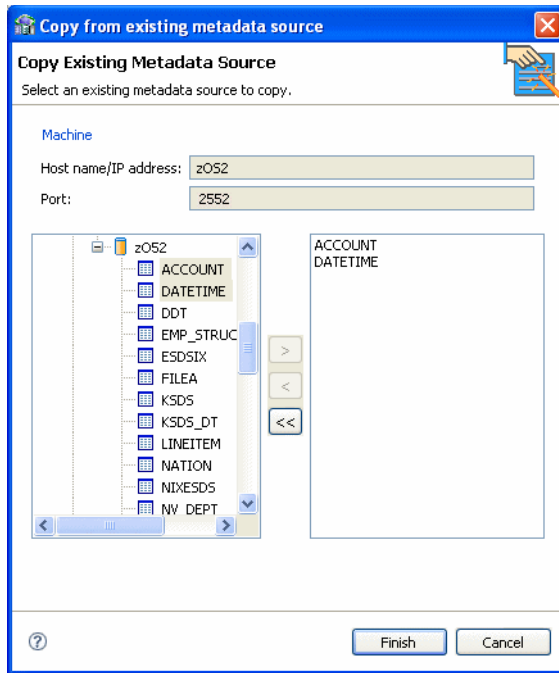 Copy from existing metadata source
Copy Existing Metadata Source
Select an existing metadata source to copy.
Machine
Host name/IP address: zOS2
Port: 2552
zOS2
ACCOUNT
DATETIME
DDT
EMP_STRUC
ESDSIX
FILEA
KSDS
KSDS_DT
LINEITEM
NATION
NIXESDS
NV_DEPT
>
<
<<
ACCOUNT
DATETIME
?
Finish Cancel